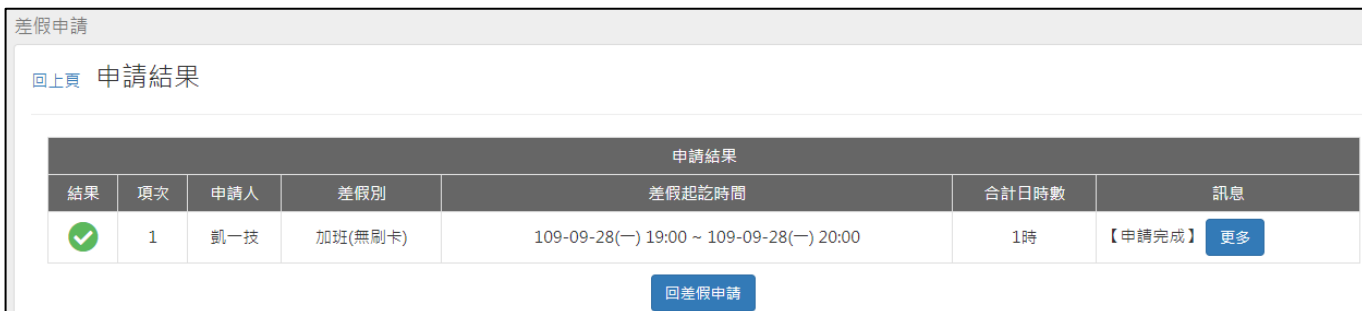 差假申請
回上頁 申請結果
申請結果
結果 項次 申請人 差假別 差假起訖時間 合計日時數 訊息
1 凱一技 加班(無刷卡) 109-09-28(一) 19:00 ~ 109-09-28(一) 20:00 1時 【申請完成】 更多
回差假申請